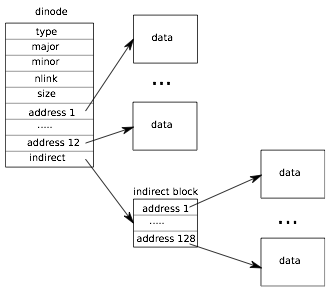 dinode
type
major
minor
nlink
size
address 1
.....
address 12
indirect
data
...
data
indirect block
address 1
.....
address 128
data
...
data